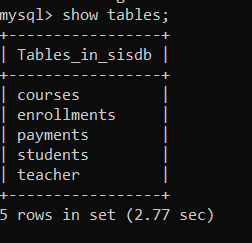 mysql> show tables;
+-----------------+
| Tables_in_sisdb |
+-----------------+
| courses         |
| enrollments     |
| payments        |
| students        |
| teacher         |
+-----------------+
5 rows in set (2.77 sec)